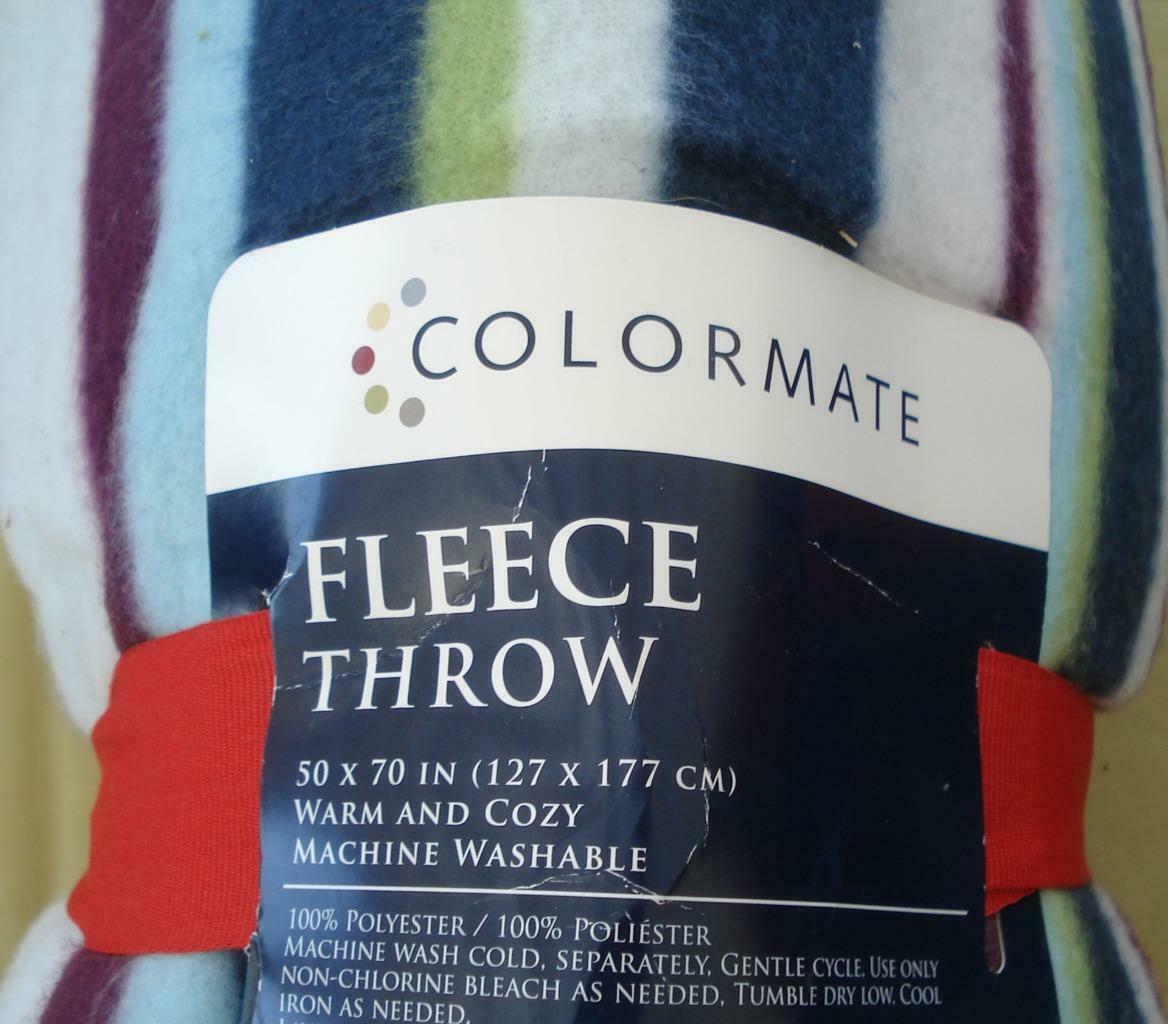 COLORMATE
FLEECE
THROW
50 X 70 IN (127 X 177 CM)
WARM AND COZY
MACHINE WASHABLE
100% POLYESTER / 100% POLIÉSTER
MACHINE WASH COLD, SEPARATELY, GENTLE CYCLE. USE ONLY
NON-CHLORINE BLEACH AS NEEDED, TUMBLE DRY LOW. COOL
IRON AS NEEDED.